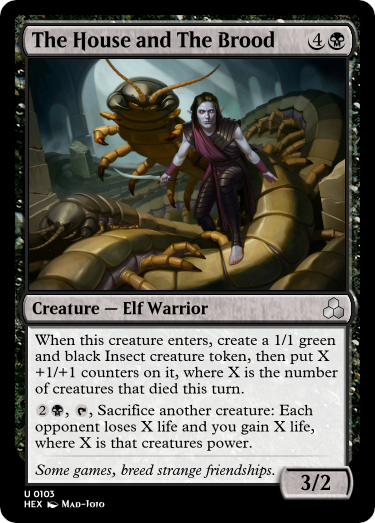 The House and The Brood 4
Creature — Elf Warrior
When this creature enters, create a 1/1 green
and black Insect creature token, then put X
+1/+1 counters on it, where X is the number
of creatures that died this turn.
2 , , Sacrifice another creature: Each
opponent loses X life and you gain X life,
where X is that creatures power.
Some games, breed strange friendships.
3/2
U 0103
HEX Mad-Joto